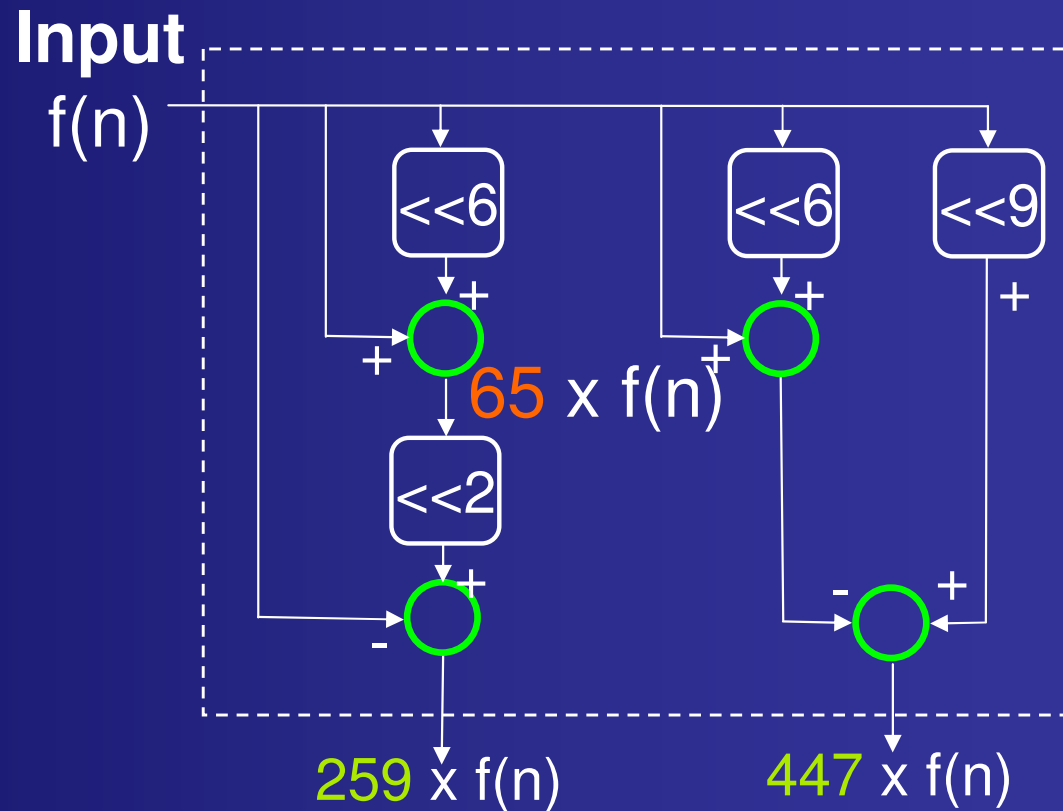 Input
f(n)
<<6
<<6
<<9
+
+
+
+
+
65 x f(n)
<<2
+
-
+
-
259 x f(n)
447 x f(n)